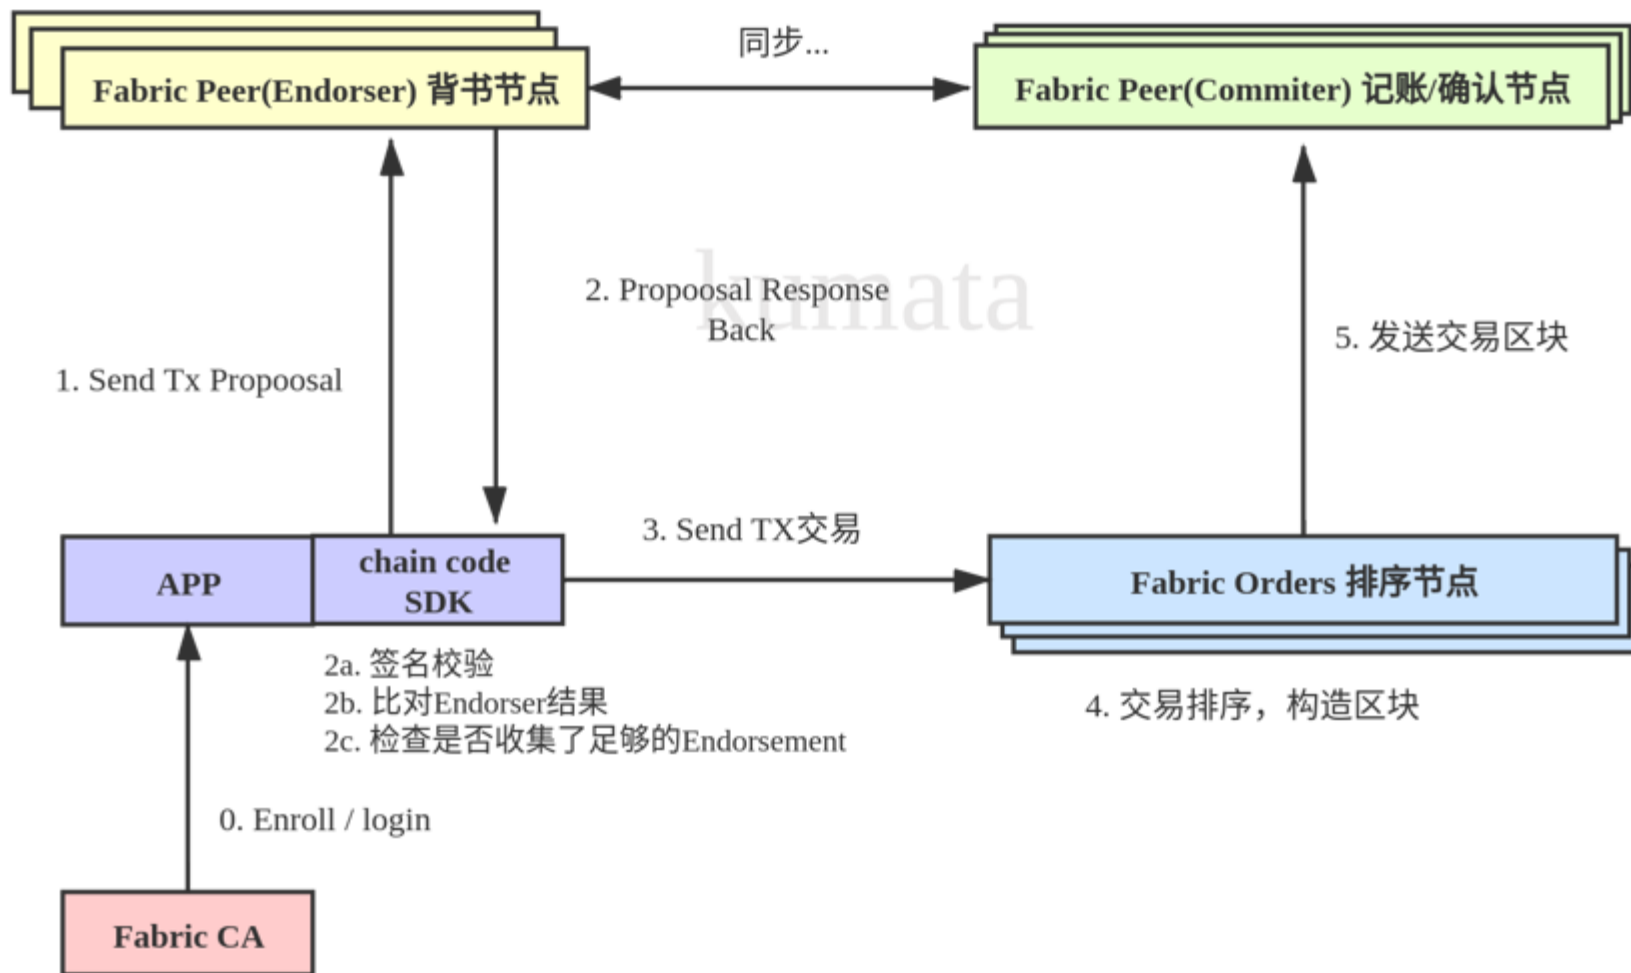 Fabric Peer(Endorser) 背书节点
同步...
Fabric Peer(Commiter) 记账/确认节点
kumata
2. Propoosal Response
Back
5. 发送交易区块
1. Send Tx Propoosal
3. Send TX交易
APP
chain code
SDK
Fabric Orders 排序节点
2a. 签名校验
2b. 比对Endorser结果
2c. 检查是否收集了足够的Endorsement
4. 交易排序，构造区块
0. Enroll / login
Fabric CA